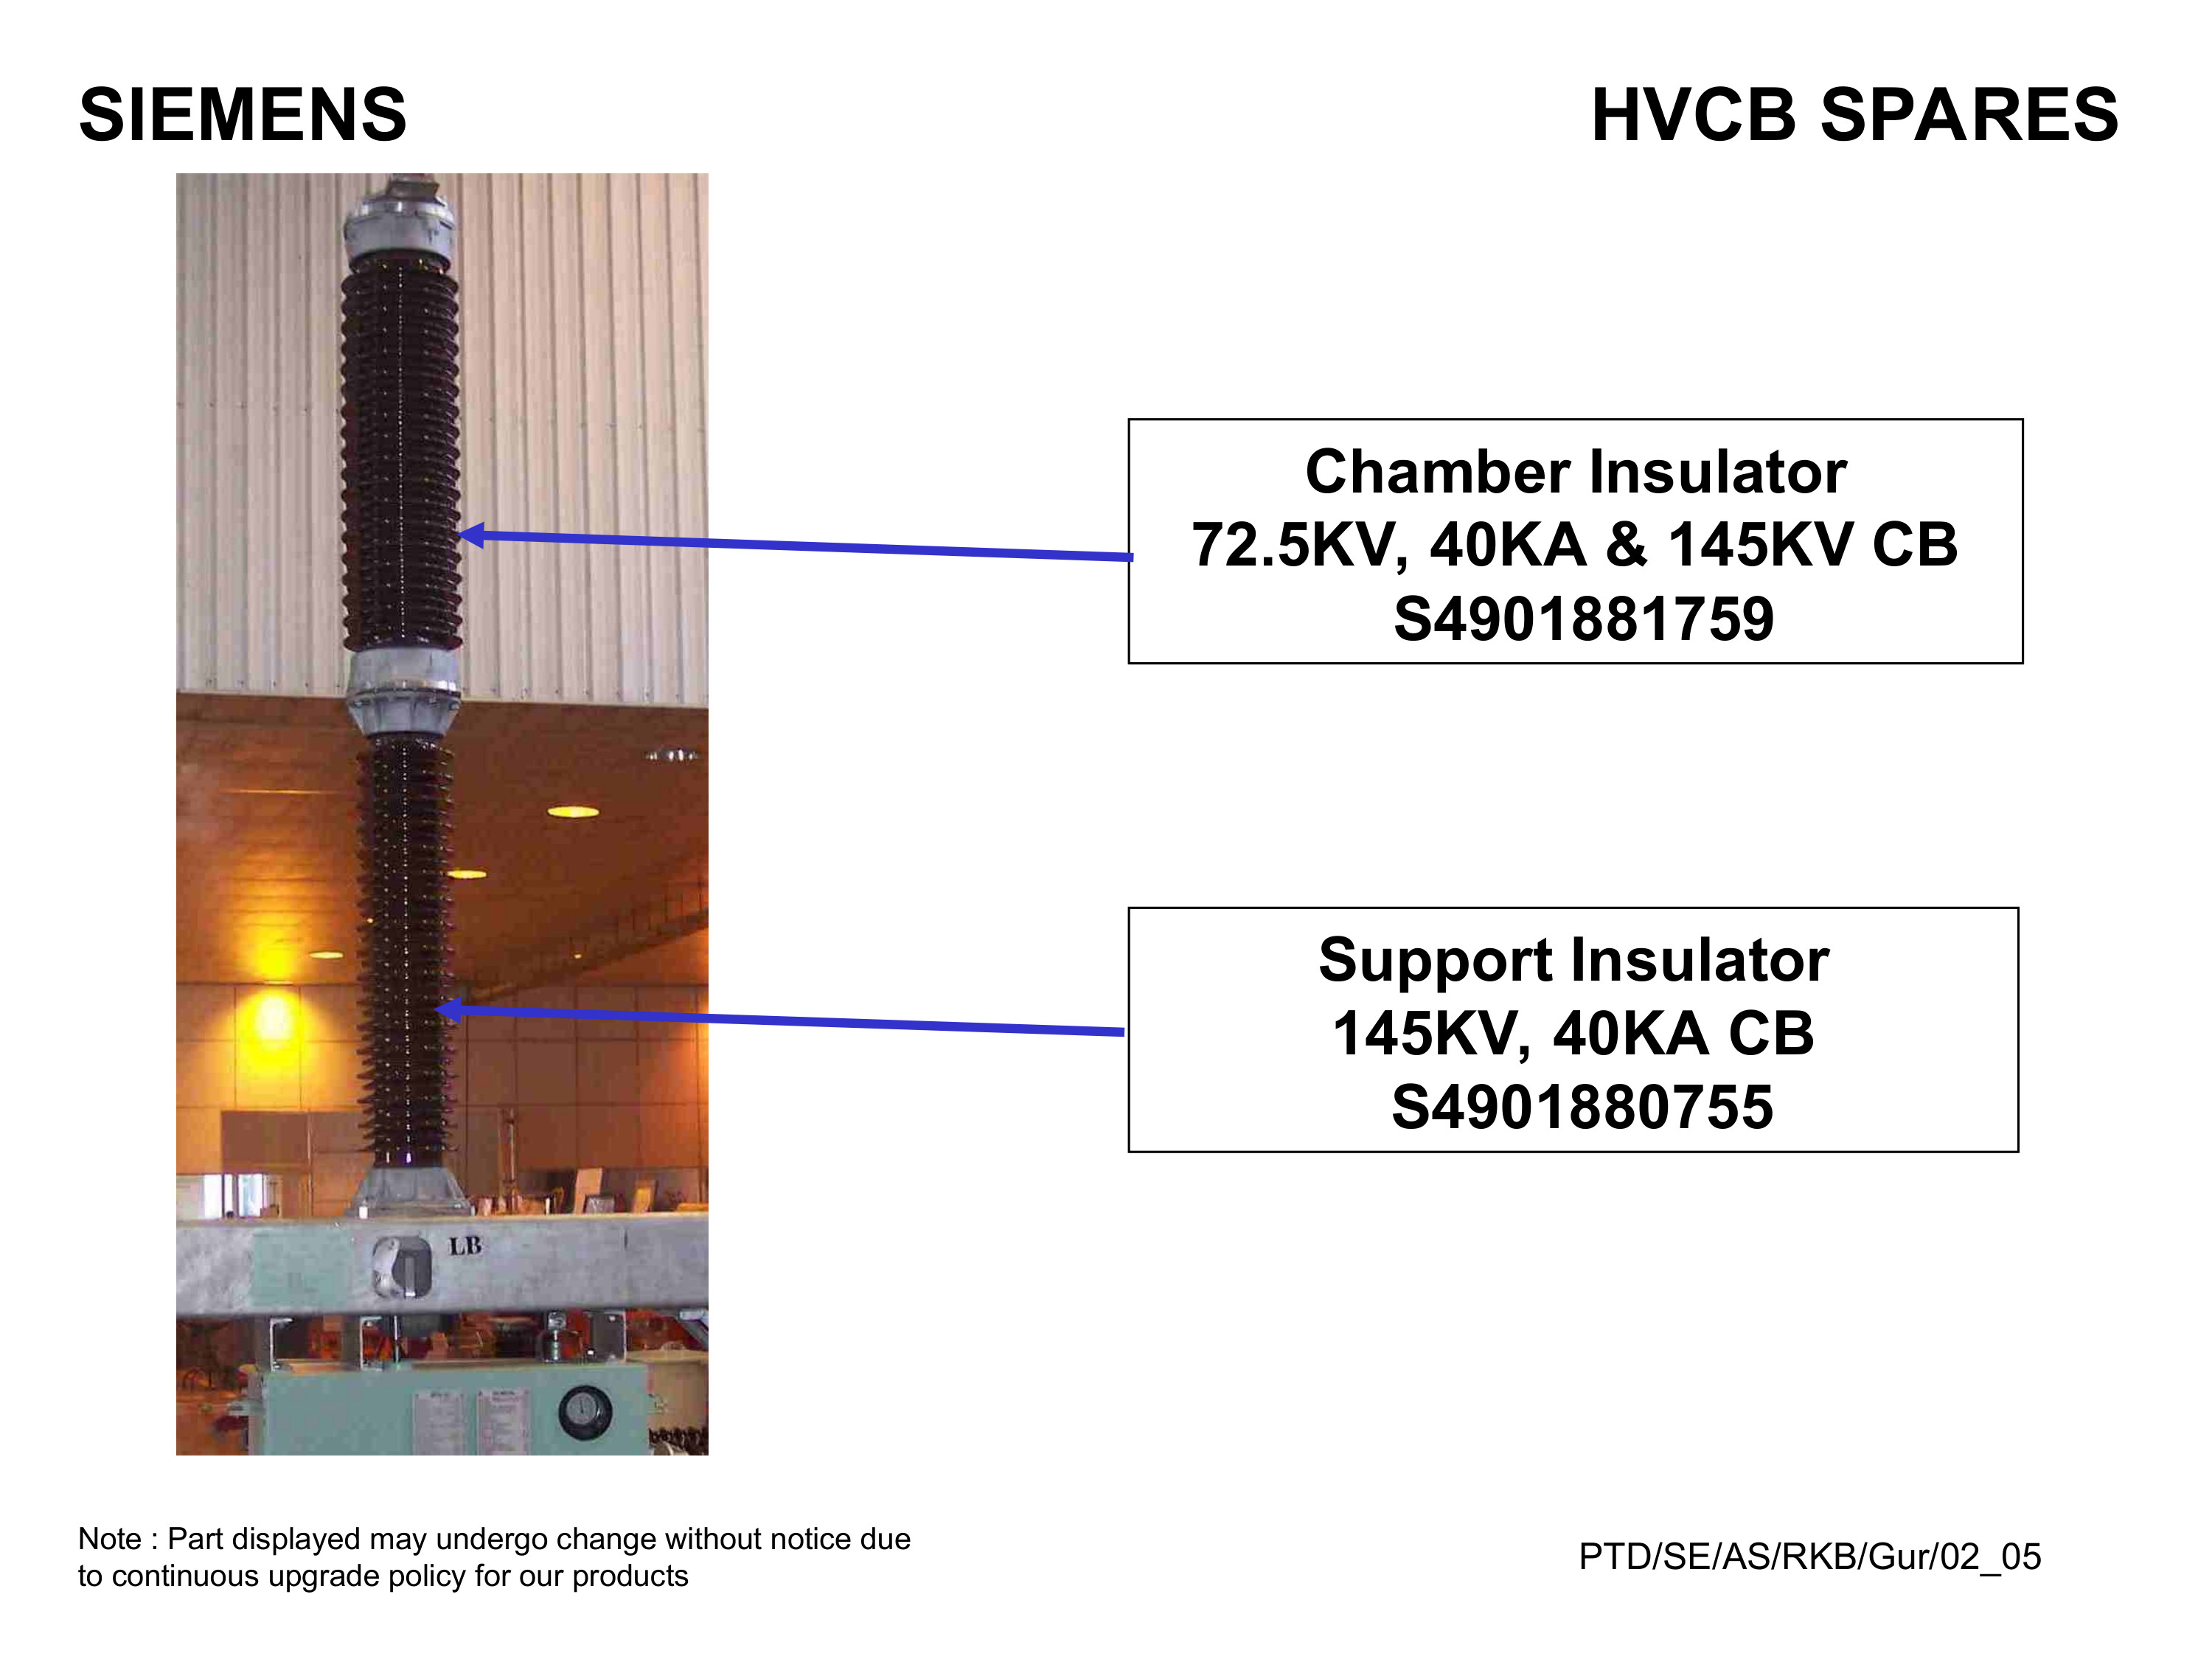 SIEMENS
HVCB SPARES
Chamber Insulator
72.5KV, 40KA & 145KV CB
S4901881759
Support Insulator
145KV, 40KA CB
S4901880755
LB
Note : Part displayed may undergo change without notice due
to continuous upgrade policy for our products
PTD/SE/AS/RKB/Gur/02_05